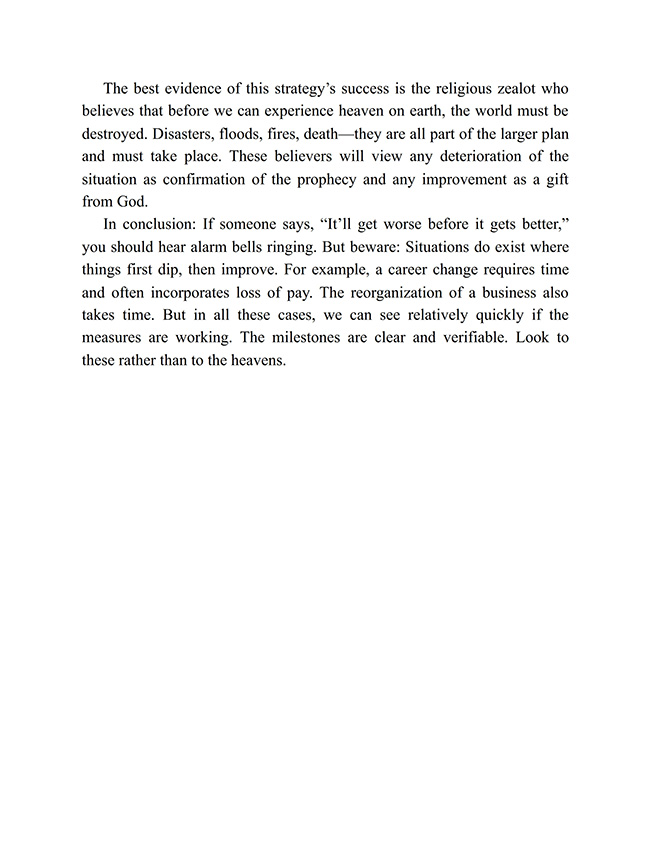 The best evidence of this strategy’s success is the religious zealot who
believes that before we can experience heaven on earth, the world must be
destroyed. Disasters, floods, fires, death—they are all part of the larger plan
and must take place. These believers will view any deterioration of the
situation as confirmation of the prophecy and any improvement as a gift
from God.
In conclusion: If someone says, “It’ll get worse before it gets better,”
you should hear alarm bells ringing. But beware: Situations do exist where
things first dip, then improve. For example, a career change requires time
and often incorporates loss of pay. The reorganization of a business also
takes time. But in all these cases, we can see relatively quickly if the
measures are working. The milestones are clear and verifiable. Look to
these rather than to the heavens.